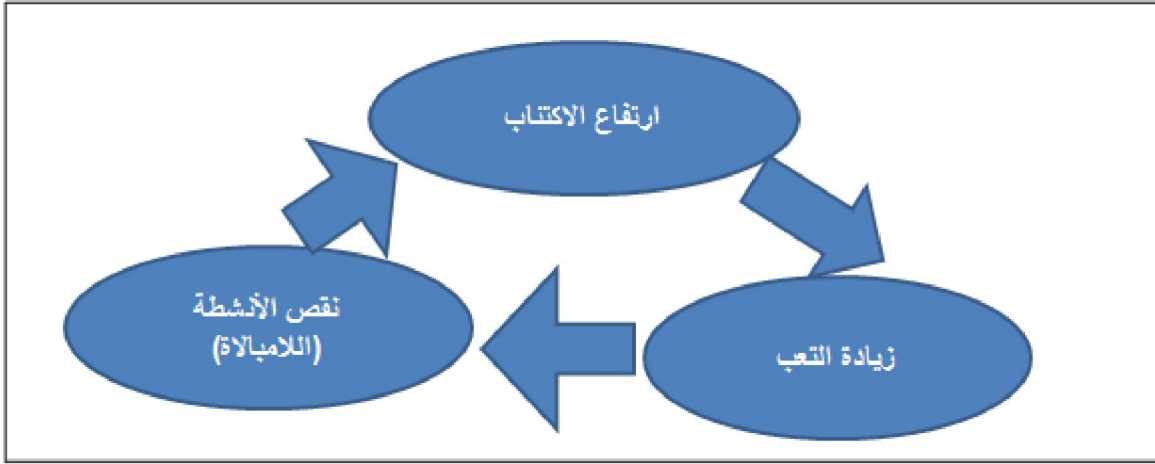 ارتفاع الاكتئاب
زيادة التعب
نقص الأنشطة
(اللامبالاة)